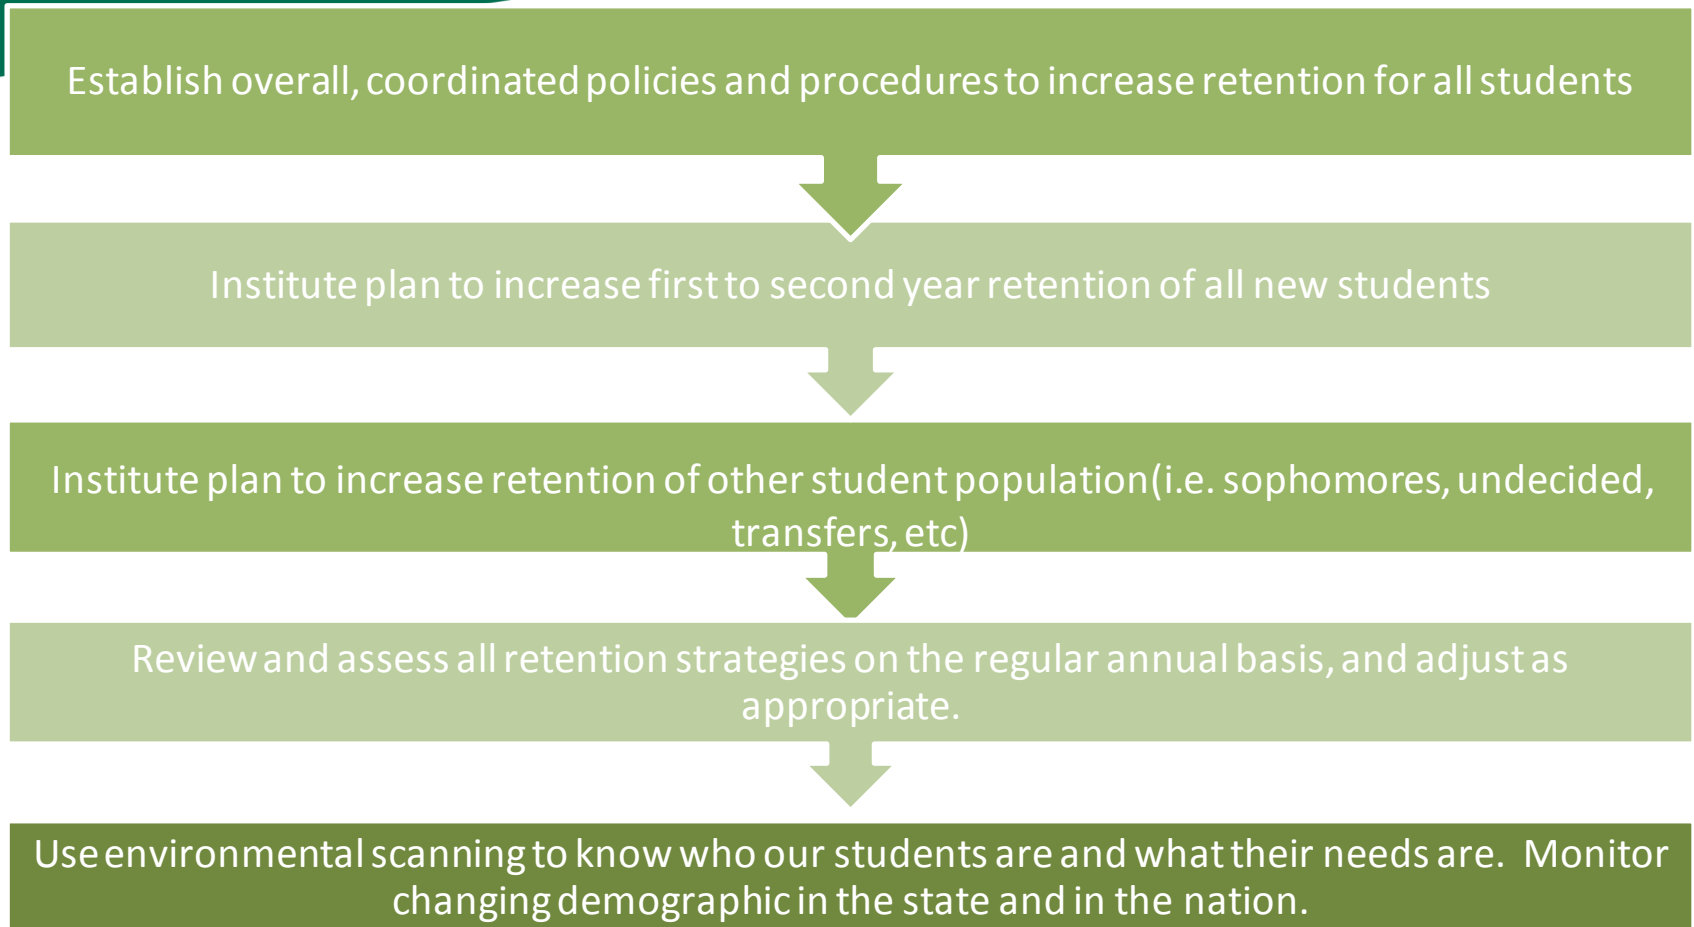 Establish overall, coordinated policies and procedures to increase retention for all students
Institute plan to increase first to second year retention of all new students
Institute plan to increase retention of other student population(i.e. sophomores, undecided,
transfers, etc)
Review and assess all retention strategies on the regular annual basis, and adjust as
appropriate.
Use environmental scanning to know who our students are and what their needs are.  Monitor
changing demographic in the state and in the nation.